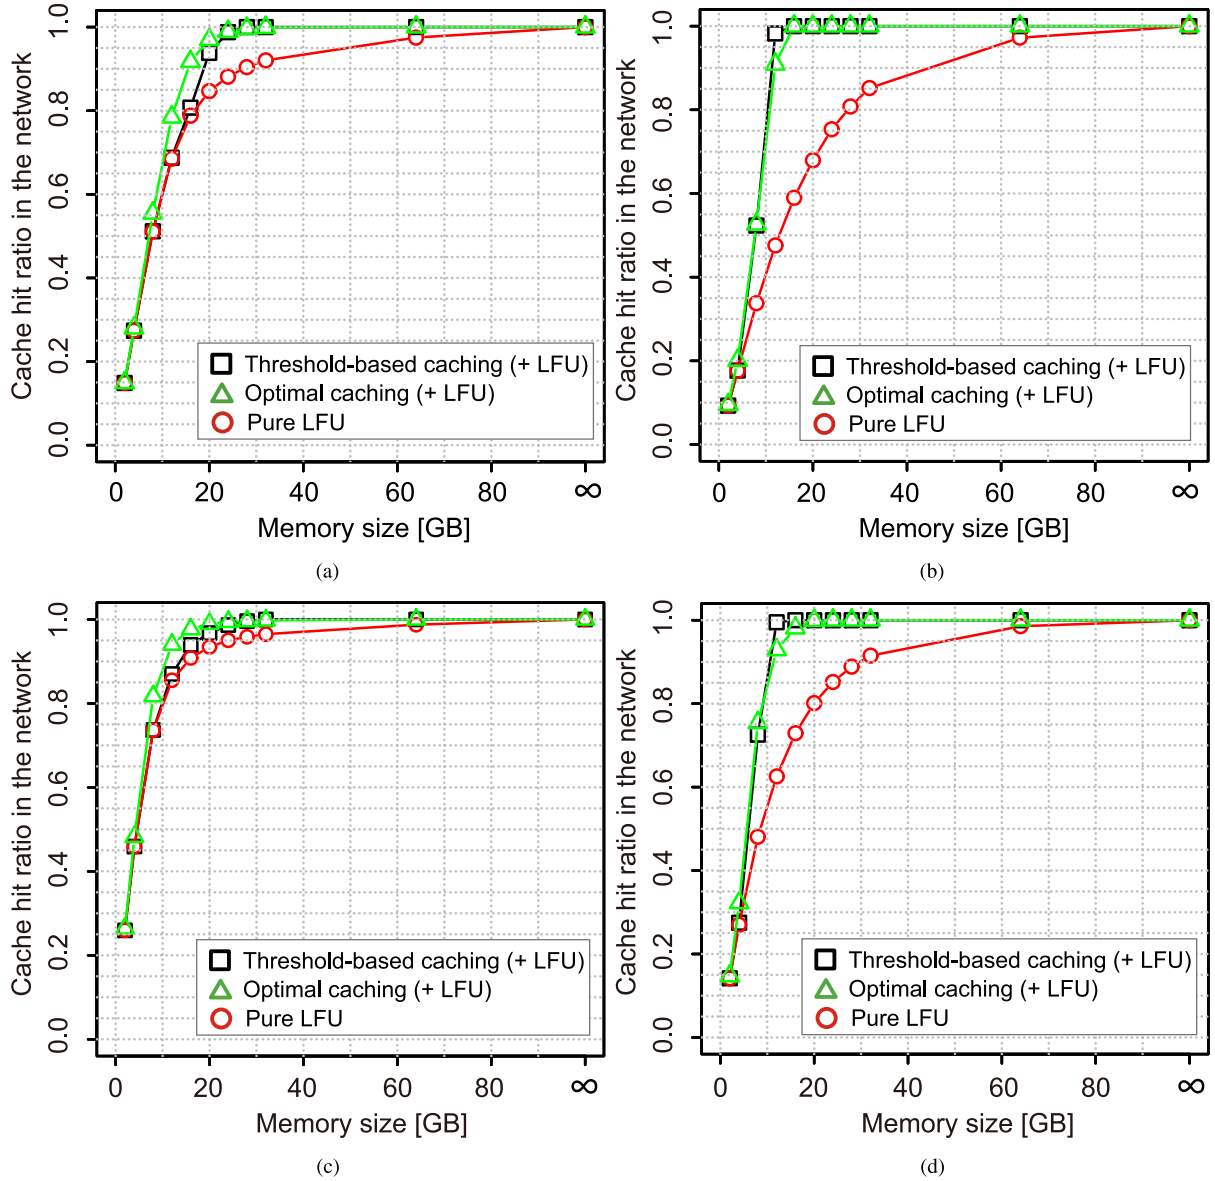 Cache hit ratio in the network
0.0 0.2 0.4 0.6 0.8 1.0
Threshold-based caching (+ LFU)
Optimal caching (+ LFU)
Pure LFU
0 20 40 60 80 ∞
Memory size [GB]
(a)
Cache hit ratio in the network
0.0 0.2 0.4 0.6 0.8 1.0
Threshold-based caching (+ LFU)
Optimal caching (+ LFU)
Pure LFU
0 20 40 60 80 ∞
Memory size [GB]
(b)
Cache hit ratio in the network
0.0 0.2 0.4 0.6 0.8 1.0
Threshold-based caching (+ LFU)
Optimal caching (+ LFU)
Pure LFU
0 20 40 60 80 ∞
Memory size [GB]
(c)
Cache hit ratio in the network
0.0 0.2 0.4 0.6 0.8 1.0
Threshold-based caching (+ LFU)
Optimal caching (+ LFU)
Pure LFU
0 20 40 60 80 ∞
Memory size [GB]
(d)